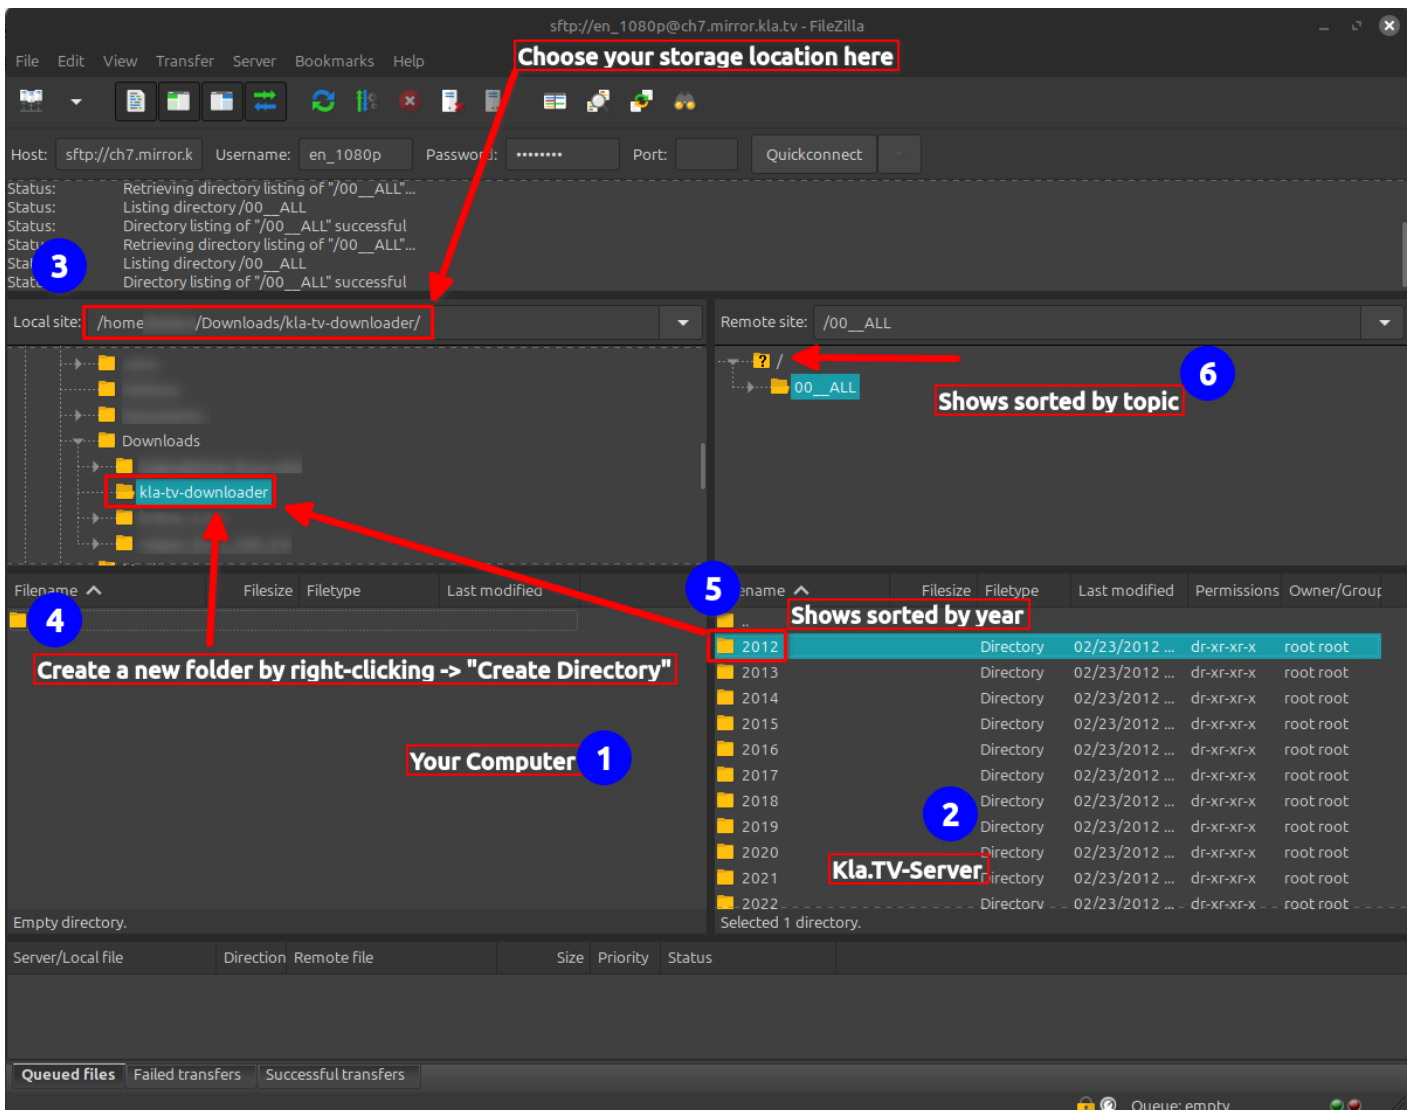 sftp://en_1080p@ch7.mirror.kla.tv - FileZilla
File Edit View Transfer Server Bookmarks Help
Choose your storage location here
Host: sftp://ch7.mirror.k Username: en_1080p Password: •••••••• Port: Quickconnect
Status: Retrieving directory listing of "/00__ALL"...
Status: Listing directory /00__ALL
Status: Directory listing of "/00__ALL" successful
Status: Retrieving directory listing of "/00__ALL"...
Status: Listing directory /00__ALL
Status: Directory listing of "/00__ALL" successful
3
Local site: /home /Downloads/kla-tv-downloader/
Remote site: /00__ALL
/
00__ALL
6
Shows sorted by topic
Downloads
kla-tv-downloader
Filename Filesize Filetype Last modified
4
Create a new folder by right-clicking -> "Create Directory"
Your Computer 1
Empty directory.
5
ename Filesize Filetype Last modified Permissions Owner/Group
..
Shows sorted by year
2012 Directory 02/23/2012 ... dr-xr-xr-x root root
2013 Directory 02/23/2012 ... dr-xr-xr-x root root
2014 Directory 02/23/2012 ... dr-xr-xr-x root root
2015 Directory 02/23/2012 ... dr-xr-xr-x root root
2016 Directory 02/23/2012 ... dr-xr-xr-x root root
2017 Directory 02/23/2012 ... dr-xr-xr-x root root
2018 Directory 02/23/2012 ... dr-xr-xr-x root root
2019 Directory 02/23/2012 ... dr-xr-xr-x root root
2020 Directory 02/23/2012 ... dr-xr-xr-x root root
2021 Directory 02/23/2012 ... dr-xr-xr-x root root
2022 Directory 02/23/2012 ... dr-xr-xr-x root root
2
Kla.TV-Server
Selected 1 directory.
Server/Local file Direction Remote file Size Priority Status
Queued files Failed transfers Successful transfers
Queue: empty